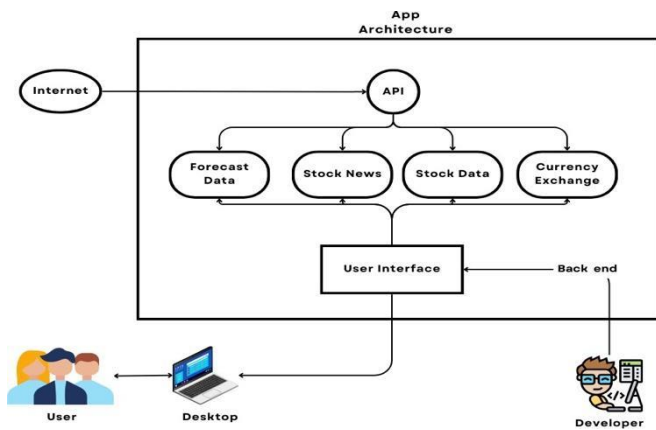 App
Architecture
Internet
API
Forecast
Data
Stock News
Stock Data
Currency
Exchange
User Interface
Back end
User
Desktop
Developer